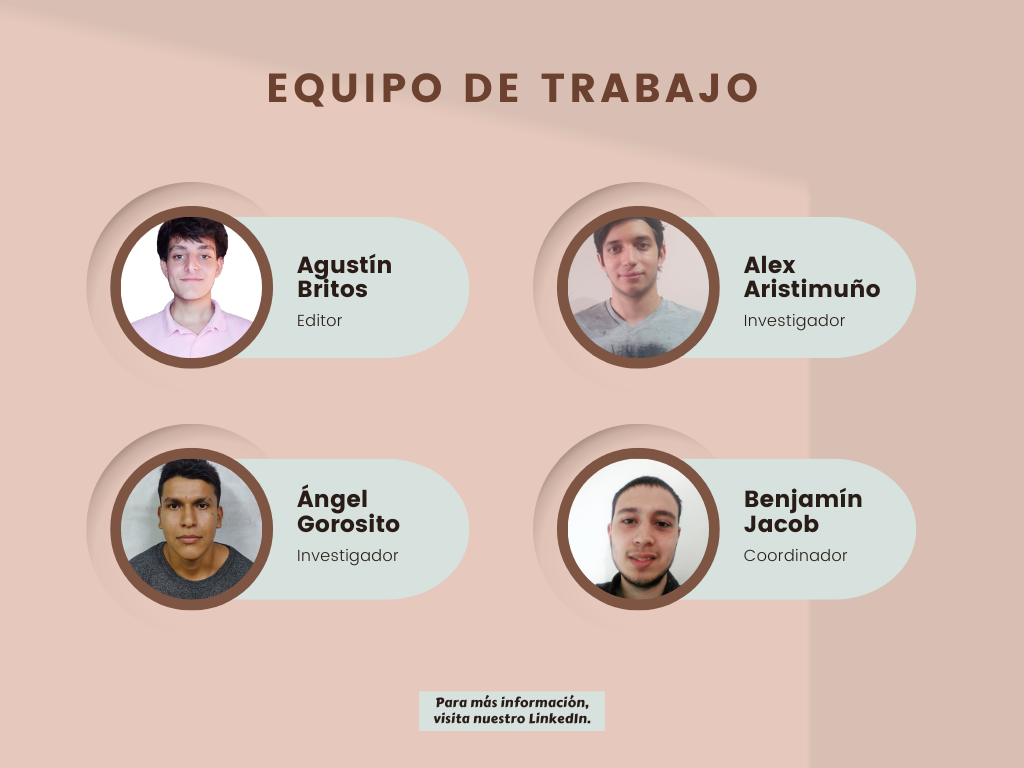 EQUIPO DE TRABAJO
Agustín
Britos
Editor
Alex
Aristimuño
Investigador
Ángel
Gorosito
Investigador
Benjamín
Jacob
Coordinador
Para más información,
visita nuestro LinkedIn.